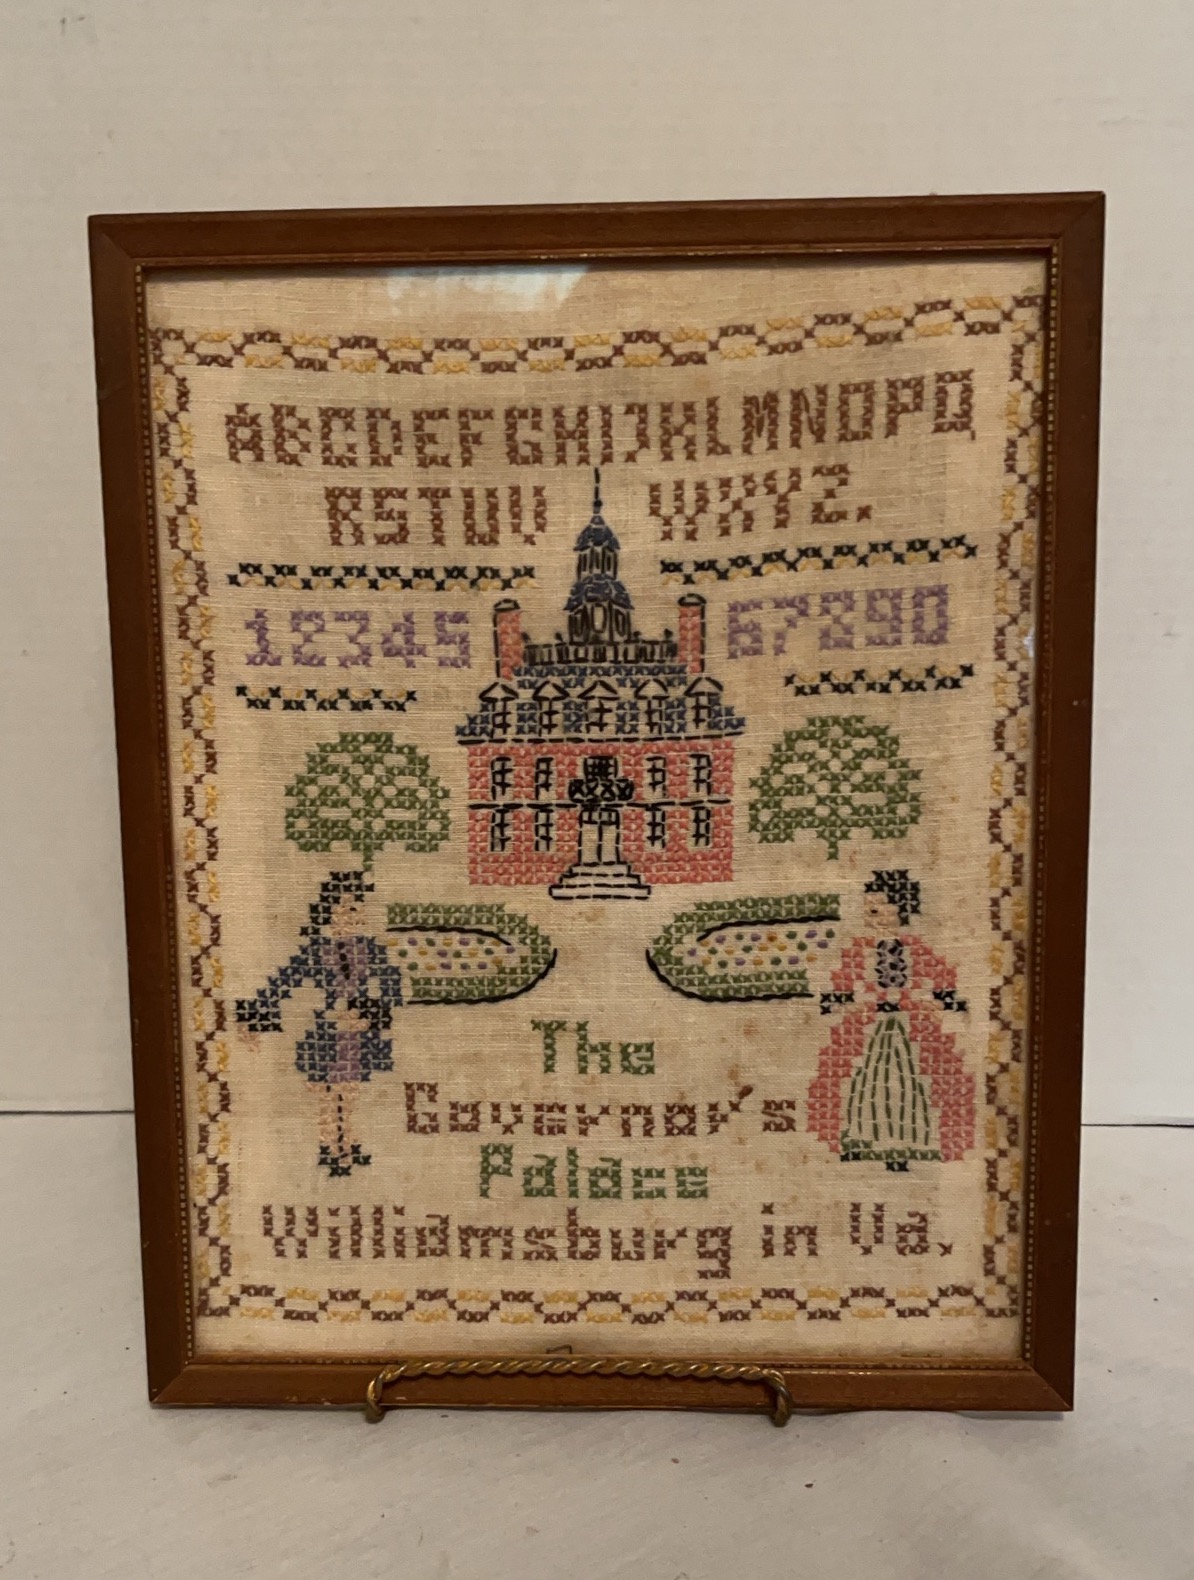 ABCDEFGHIJKLMNOPQ
RSTUV WXYZ.
12345 67890
The
Governor's
Palace
Williamsburg in Va.